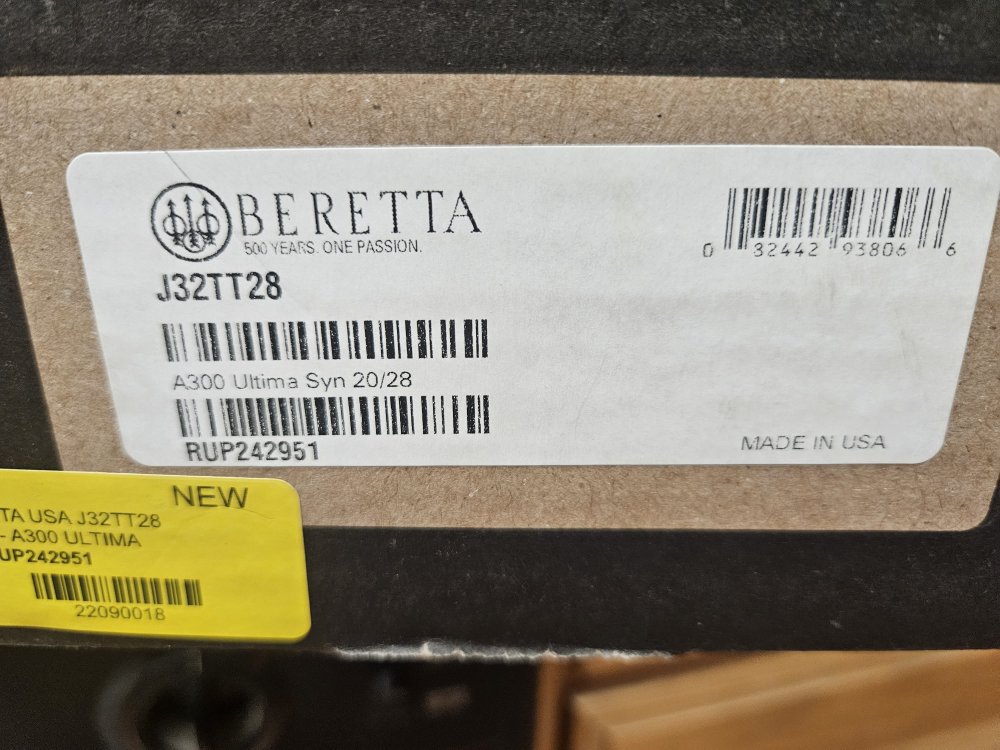 BERETTA
500 YEARS. ONE PASSION.
J32TT28
0 82442 93806 6
A300 Ultima Syn 20/28
RUP242951
MADE IN USA
NEW
TA USA J32TT28
- A300 ULTIMA
UP242951
22090018